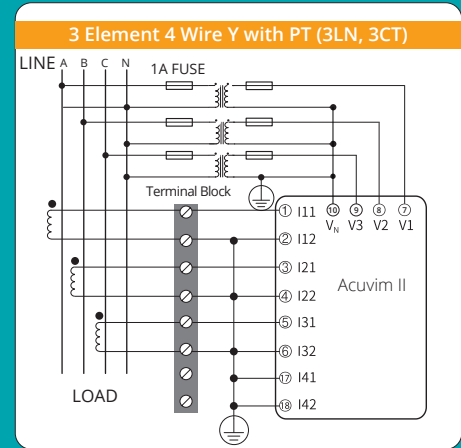 3 Element 4 Wire Y with PT (3LN, 3CT)
LINE A B C N
1A FUSE
Terminal Block
① I11
② I12
③ I21
④ I22
⑤ I31
⑥ I32
⑰ I41
⑱ I42
⑩ ⑨ ⑧ ⑦
VN V3 V2 V1
Acuvim II
LOAD